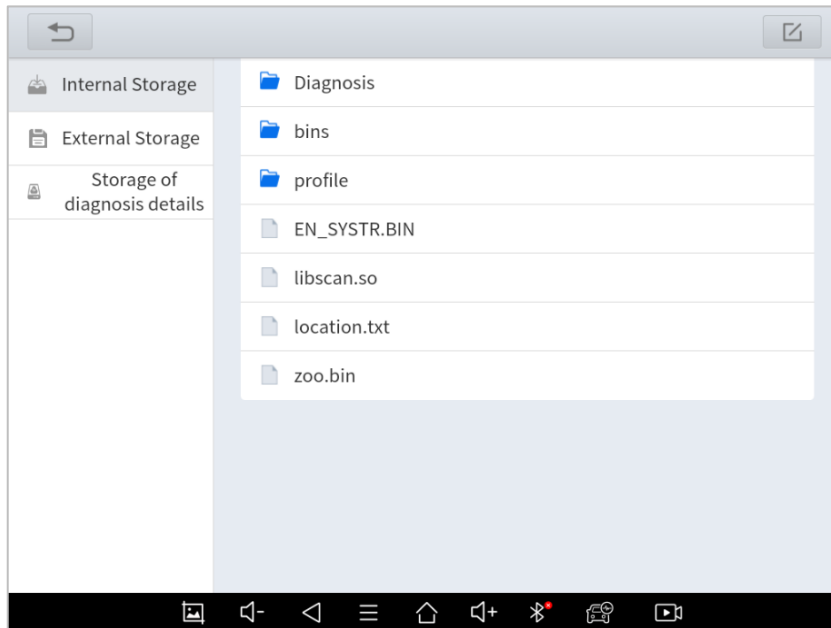 Internal Storage
External Storage
Storage of
diagnosis details
Diagnosis
bins
profile
EN_SYSTR.BIN
libscan.so
location.txt
zoo.bin